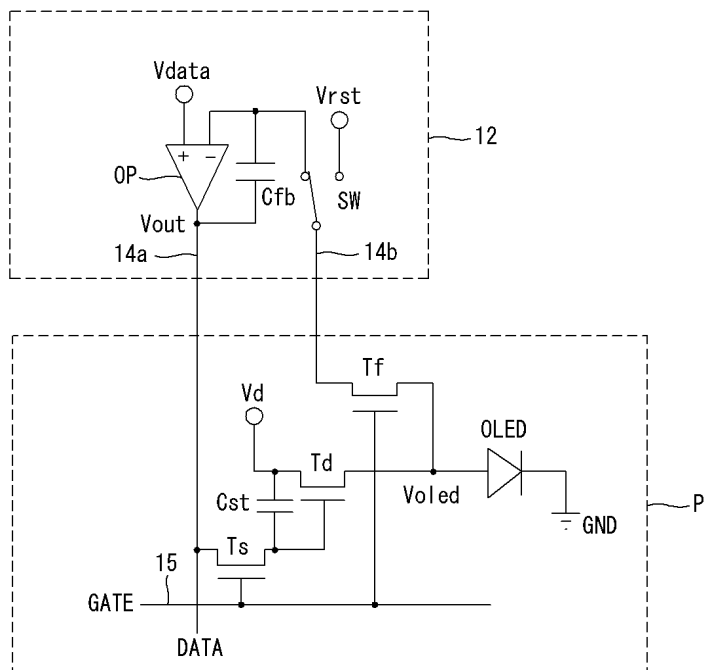 Vdata
Vrst
12
+ −
OP
Cfb
SW
Vout
14a
14b
Tf
Vd
OLED
Td
Cst
Voled
P
GND
Ts
15
GATE
DATA